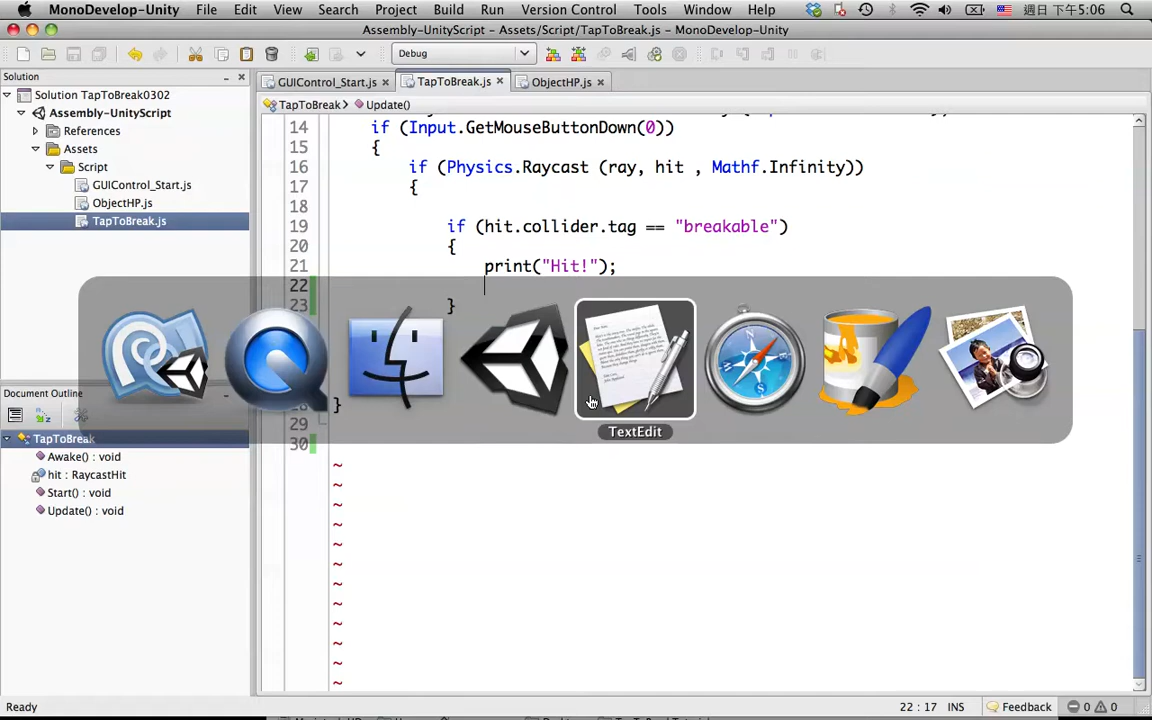 MonoDevelop-Unity File Edit View Search Project Build Run Version Control Tools Window Help 週日 下午5:06
Assembly-UnityScript - Assets/Script/TapToBreak.js - MonoDevelop-Unity
Debug
Solution
Solution TapToBreak0302
Assembly-UnityScript
References
Assets
Script
GUIControl_Start.js
ObjectHP.js
TapToBreak.js
Document Outline
TapToBreak
Awake() : void
hit : RaycastHit
Start() : void
Update() : void
GUIControl_Start.js TapToBreak.js ObjectHP.js
TapToBreak Update()
14 if (Input.GetMouseButtonDown(0))
15 {
16 if (Physics.Raycast (ray, hit , Mathf.Infinity))
17 {
18
19 if (hit.collider.tag == "breakable")
20 {
21 print("Hit!");
22
23 }
}
29
30
~
~
~
~
~
~
~
~
~
~
~
~
TextEdit
Ready 22 : 17 INS Feedback 0 0